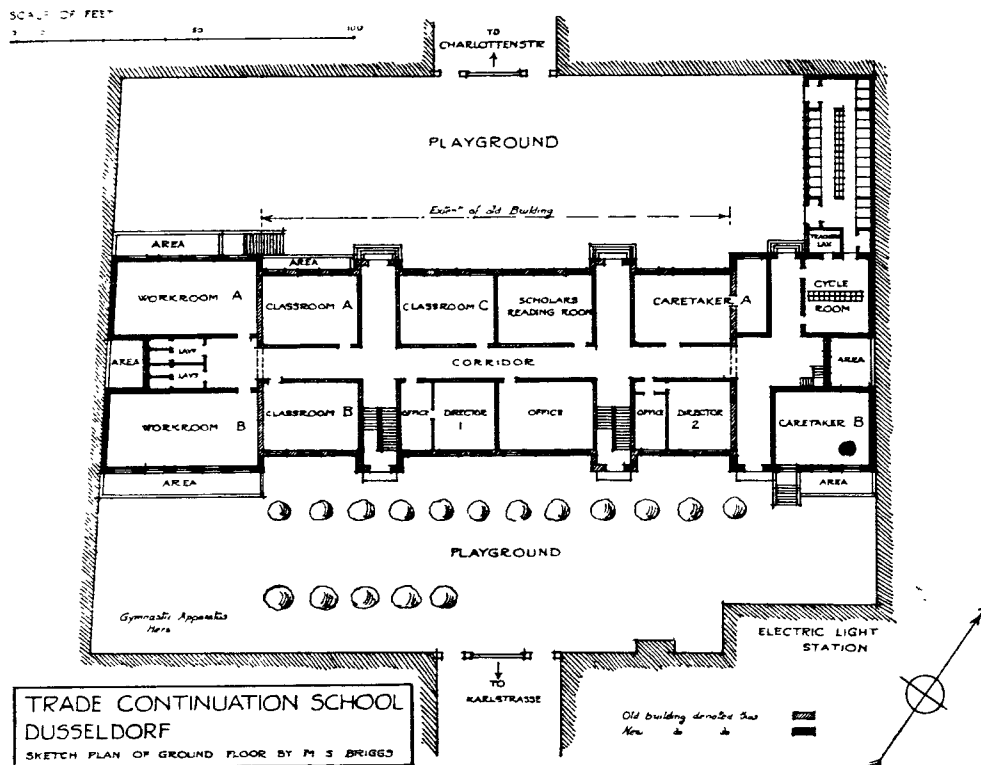 SCALE OF FEET
50
100
TO
CHARLOTTENSTR
PLAYGROUND
Extent of old Building
AREA
AREA
TEACHERS
LAV
WORKROOM A
CLASSROOM A
CLASSROOM C
SCHOLARS
READING ROOM
CARETAKER A
CYCLE
ROOM
AREA
LAVY
LAVY
CORRIDOR
AREA
WORKROOM B
CLASSROOM B
OFFICE
DIRECTOR
1
OFFICE
OFFICE
DIRECTOR
2
CARETAKER B
AREA
AREA
PLAYGROUND
Gymnastic Apparatus
Here
ELECTRIC LIGHT
STATION
TO
KARLSTRASSE
TRADE CONTINUATION SCHOOL
DUSSELDORF
SKETCH PLAN OF GROUND FLOOR BY M S BRIGGS
Old building denoted thus
New do do